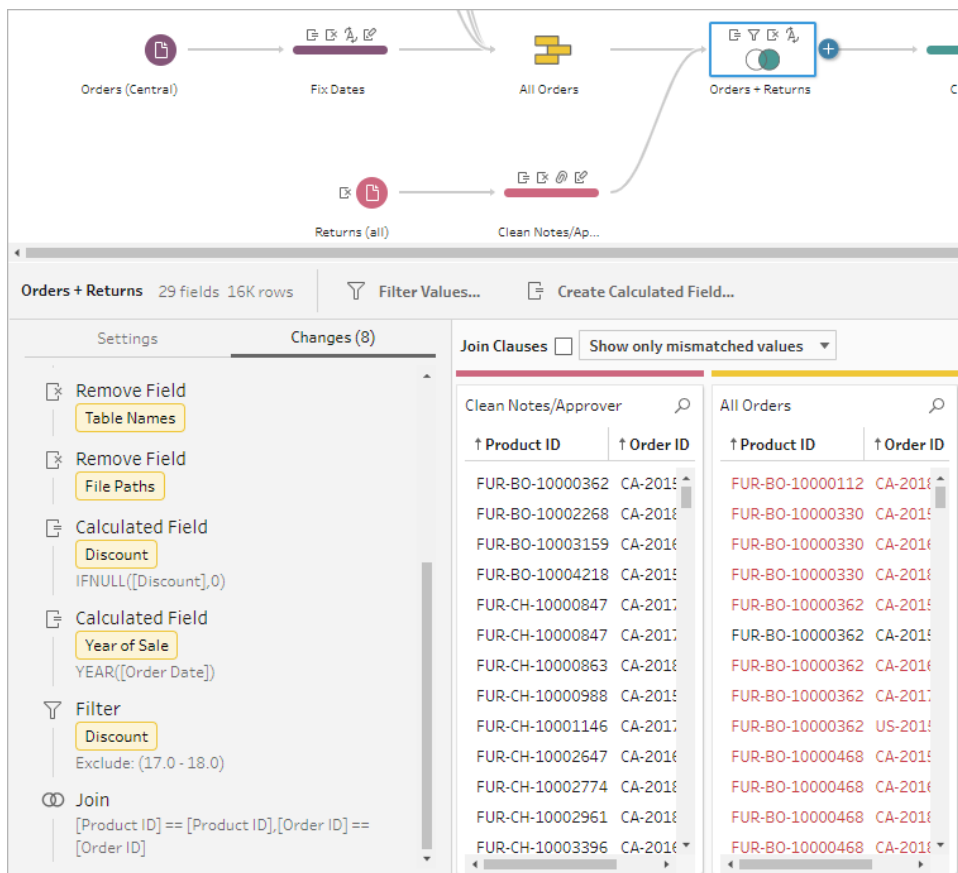 Orders (Central)
Fix Dates
All Orders
Orders + Returns
C
Returns (all)
Clean Notes/Ap...
Orders + Returns 29 fields 16K rows
Filter Values...
Create Calculated Field...
Settings
Changes (8)
Remove Field
Table Names
Remove Field
File Paths
Calculated Field
Discount
IFNULL([Discount],0)
Calculated Field
Year of Sale
YEAR([Order Date])
Filter
Discount
Exclude: (17.0 - 18.0)
Join
[Product ID] == [Product ID],[Order ID] ==
[Order ID]
Join Clauses
Show only mismatched values
Clean Notes/Approver
Product ID Order ID
FUR-BO-10000362 CA-2015
FUR-BO-10002268 CA-2018
FUR-BO-10003159 CA-2016
FUR-BO-10004218 CA-2015
FUR-CH-10000847 CA-2017
FUR-CH-10000847 CA-2017
FUR-CH-10000863 CA-2018
FUR-CH-10000988 CA-2015
FUR-CH-10001146 CA-2017
FUR-CH-10002647 CA-2016
FUR-CH-10002774 CA-2018
FUR-CH-10002961 CA-2018
FUR-CH-10003396 CA-2016
All Orders
Product ID Order ID
FUR-BO-10000112 CA-2018
FUR-BO-10000330 CA-2015
FUR-BO-10000330 CA-2016
FUR-BO-10000330 CA-2018
FUR-BO-10000362 CA-2015
FUR-BO-10000362 CA-2015
FUR-BO-10000362 CA-2016
FUR-BO-10000362 CA-2017
FUR-BO-10000362 US-2015
FUR-BO-10000468 CA-2015
FUR-BO-10000468 CA-2016
FUR-BO-10000468 CA-2018
FUR-BO-10000468 CA-2018